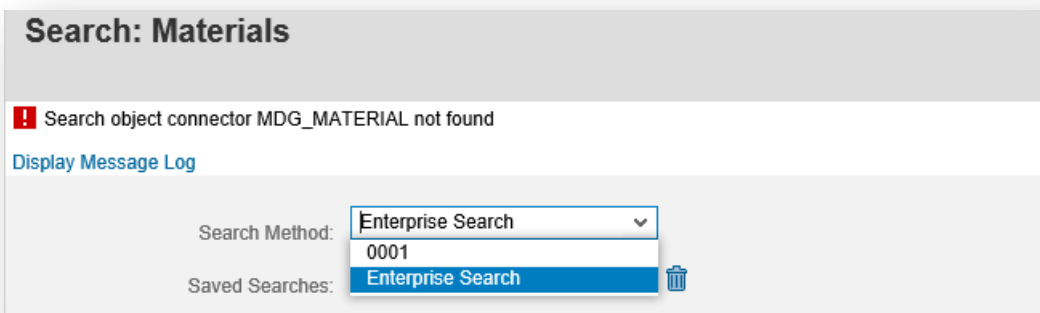 Search: Materials
Search object connector MDG_MATERIAL not found
Display Message Log
Search Method: Enterprise Search
0001
Saved Searches: Enterprise Search